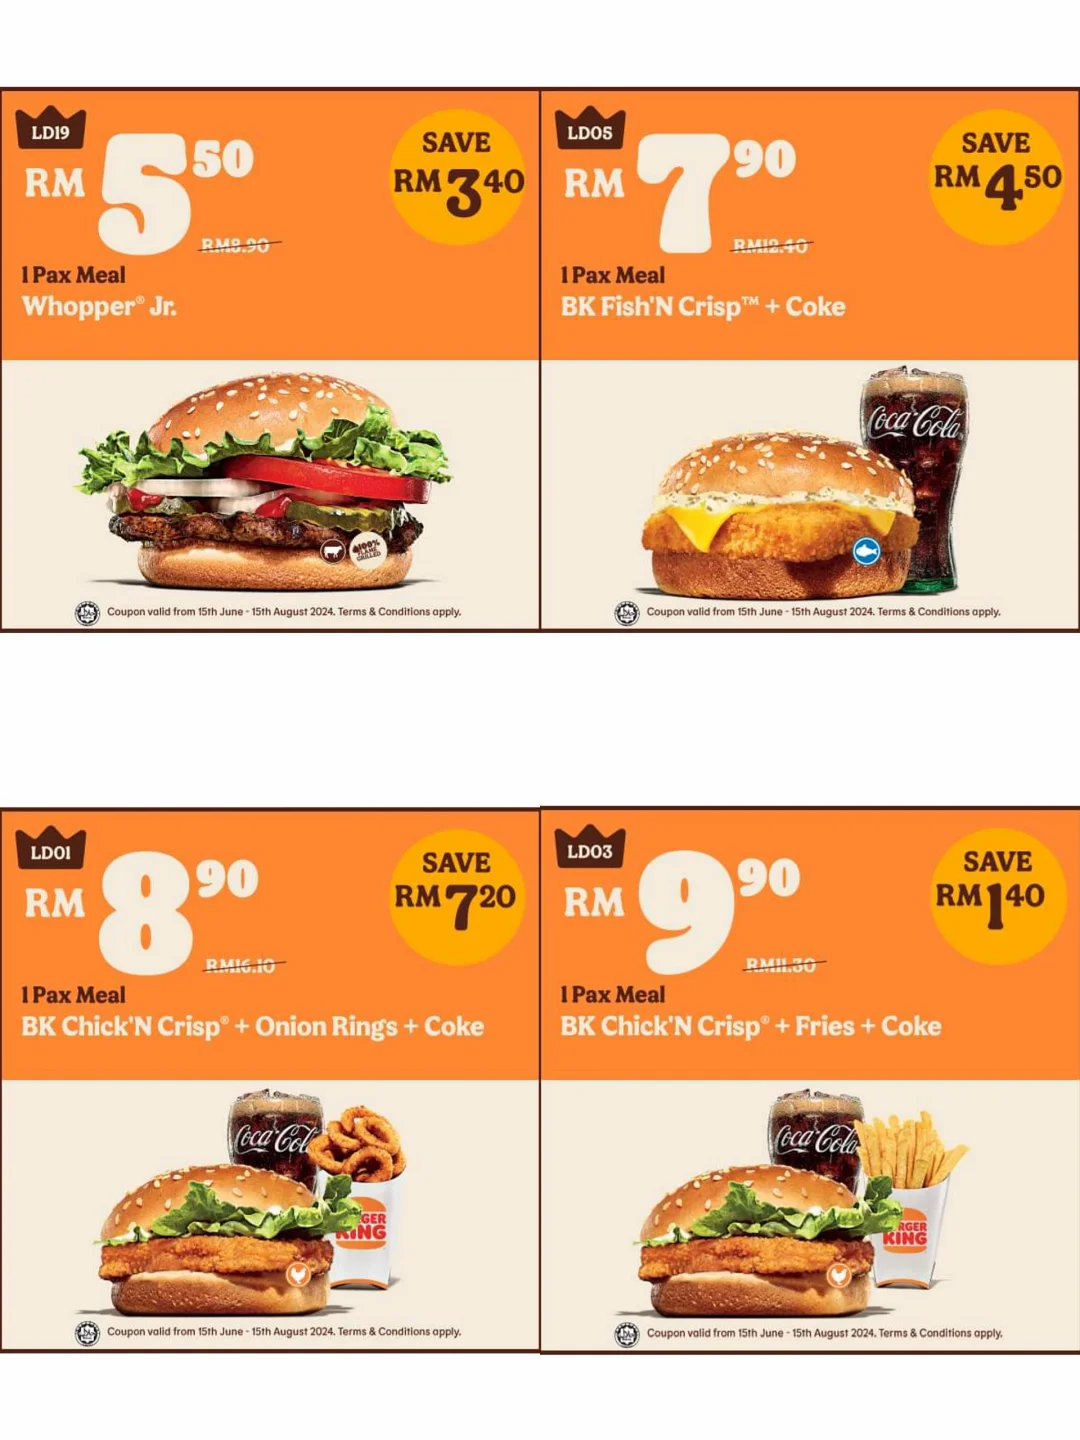 LD19
RM 5 50
SAVE
RM 3 40
RM8.90
1 Pax Meal
Whopper® Jr.
100%
FLAME
GRILLED
Coupon valid from 15th June - 15th August 2024. Terms & Conditions apply.
LD05
RM 7 90
SAVE
RM 4 50
RM12.40
1 Pax Meal
BK Fish'N Crisp™ + Coke
Coca-Cola
Coupon valid from 15th June - 15th August 2024. Terms & Conditions apply.
LD01
RM 8 90
SAVE
RM 7 20
RM16.10
1 Pax Meal
BK Chick'N Crisp® + Onion Rings + Coke
Coca-Col
RGER
KING
Coupon valid from 15th June - 15th August 2024. Terms & Conditions apply.
LD03
RM 9 90
SAVE
RM 1 40
RM11.30
1 Pax Meal
BK Chick'N Crisp® + Fries + Coke
Coca-Cola
RGER
KING
Coupon valid from 15th June - 15th August 2024. Terms & Conditions apply.